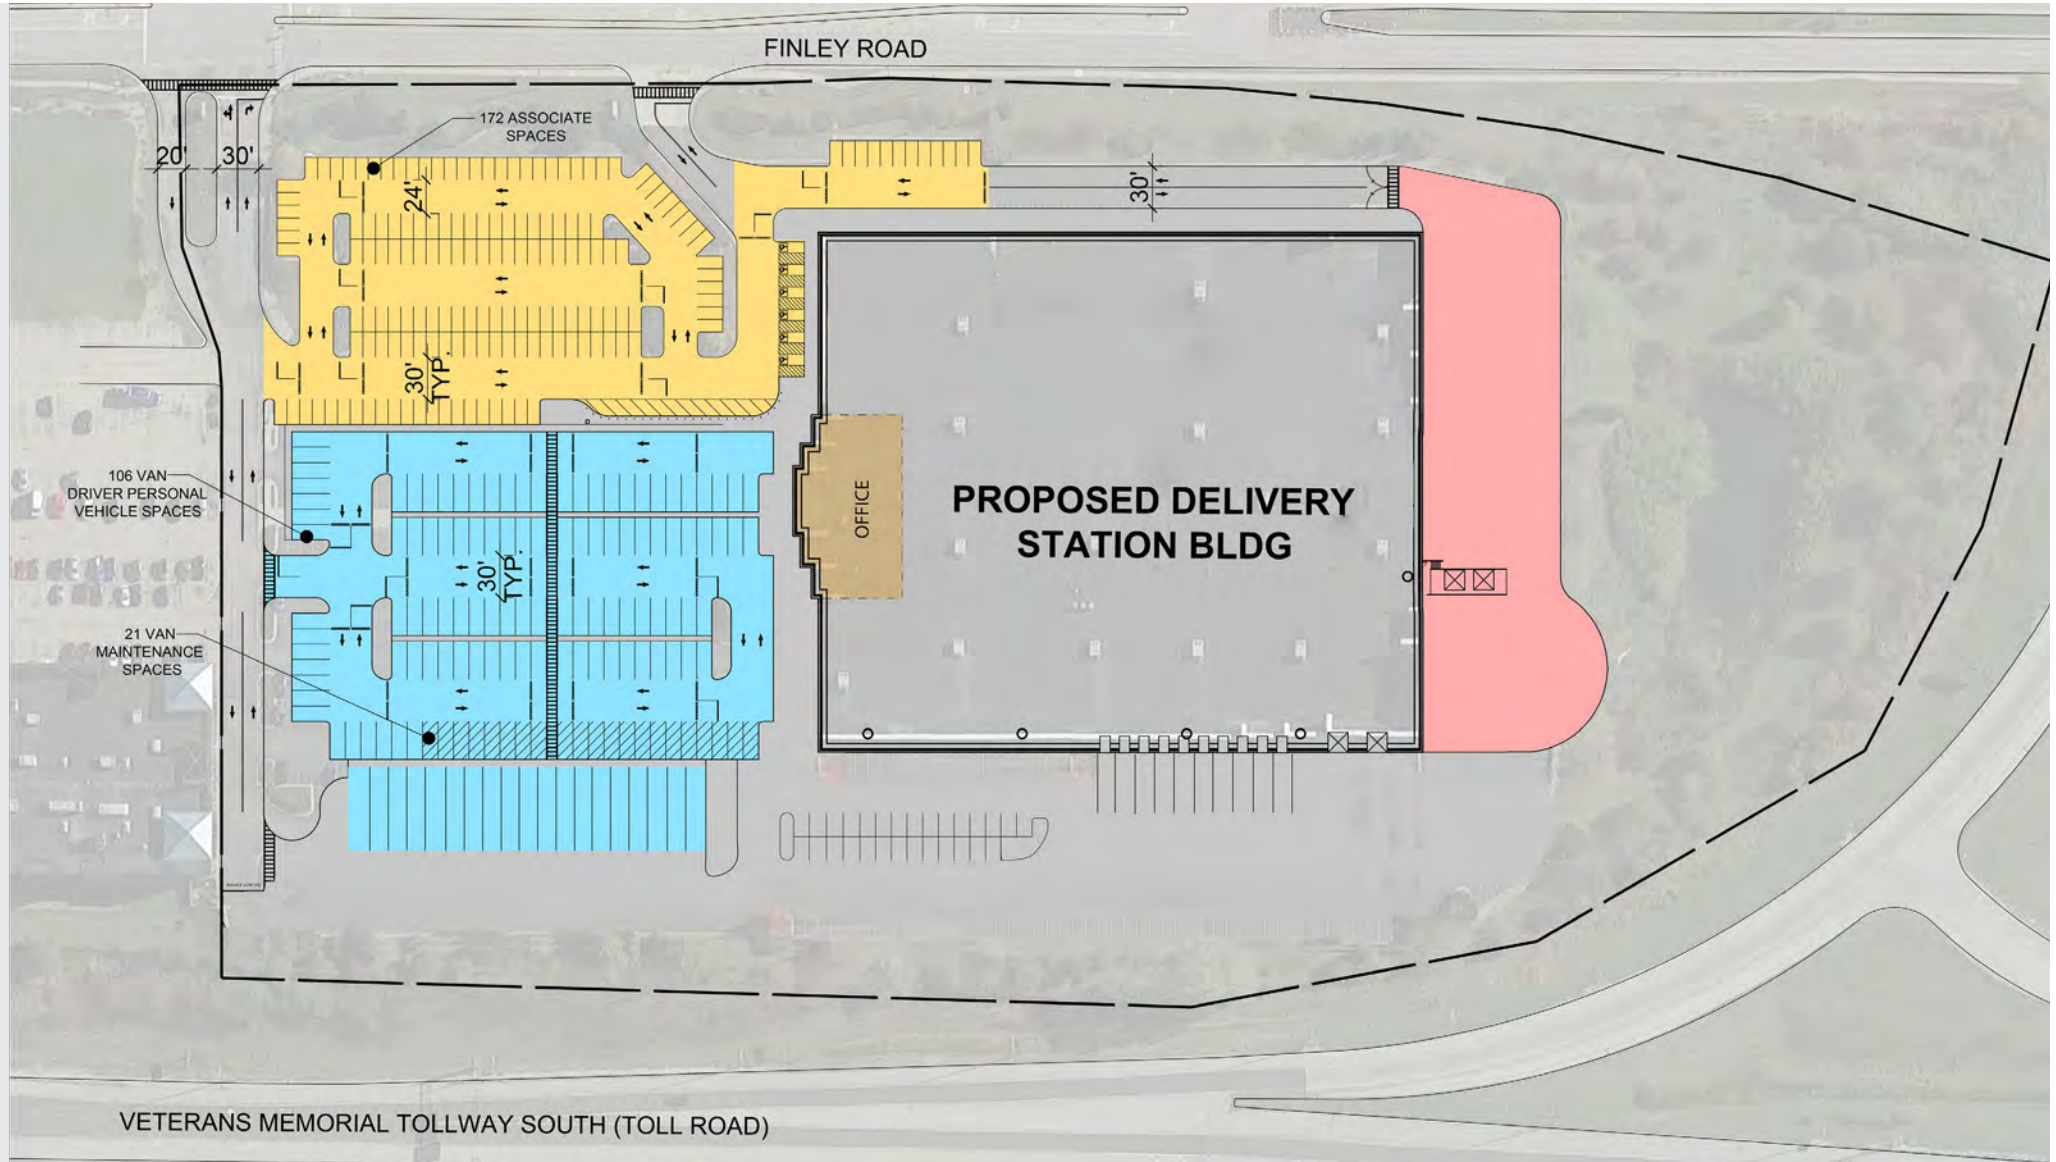 FINLEY ROAD
172 ASSOCIATE
SPACES
20'
30'
24'
30'
30'
TYP.
106 VAN
DRIVER PERSONAL
VEHICLE SPACES
OFFICE
PROPOSED DELIVERY
STATION BLDG
30'
TYP.
21 VAN
MAINTENANCE
SPACES
VETERANS MEMORIAL TOLLWAY SOUTH (TOLL ROAD)